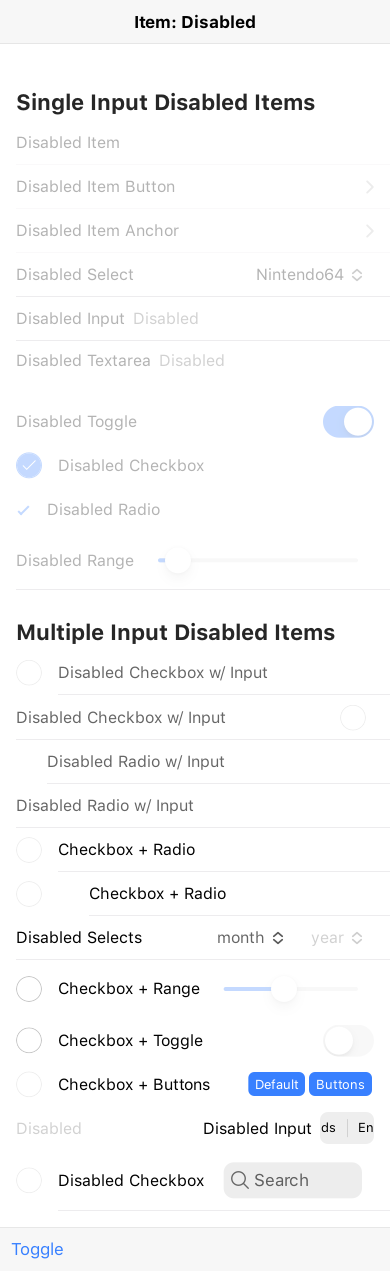 Item: Disabled
Single Input Disabled Items
Disabled Item
Disabled Item Button
Disabled Item Anchor
Disabled Select Nintendo64
Disabled Input Disabled
Disabled Textarea Disabled
Disabled Toggle
Disabled Checkbox
Disabled Radio
Disabled Range
Multiple Input Disabled Items
Disabled Checkbox w/ Input
Disabled Checkbox w/ Input
Disabled Radio w/ Input
Disabled Radio w/ Input
Checkbox + Radio
Checkbox + Radio
Disabled Selects month year
Checkbox + Range
Checkbox + Toggle
Checkbox + Buttons Default Buttons
Disabled Disabled Input ds En
Disabled Checkbox Search
Toggle